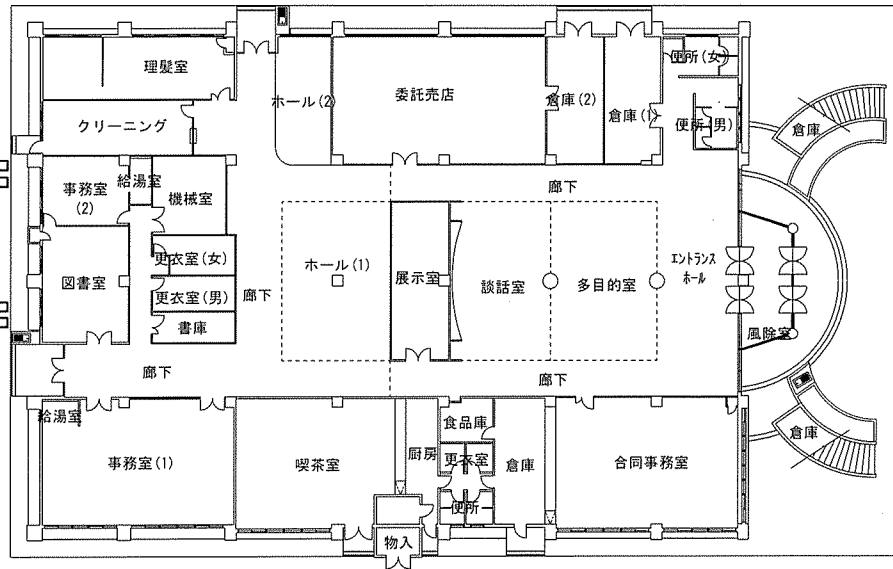 理髪室
ホール(2)
委託売店
倉庫(2)
倉庫(1)
便所(女)
便所(男)
倉庫
クリーニング
事務室
(2)
給湯室
機械室
廊下
図書室
更衣室(女)
更衣室(男)
書庫
廊下
ホール(1)
展示室
談話室
多目的室
エントランス
ホール
風除室
廊下
廊下
給湯室
事務室(1)
喫茶室
厨房
食品庫
更衣室
便所
倉庫
合同事務室
倉庫
物入